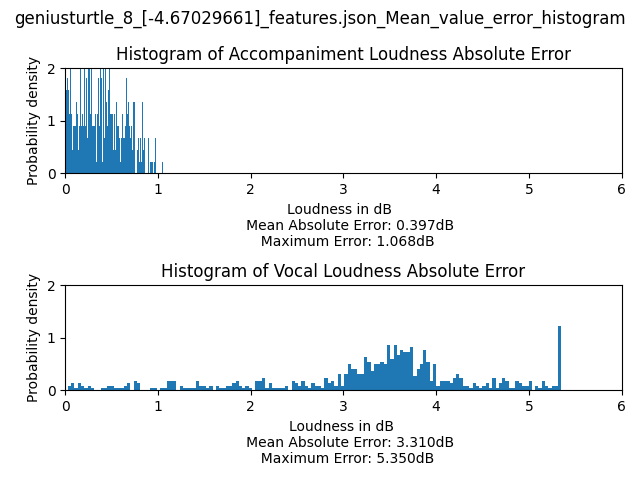 geniusturtle_8_[-4.67029661]_features.json_Mean_value_error_histogram
Histogram of Accompaniment Loudness Absolute Error
Probability density
2
1
0
0 1 2 3 4 5 6
Loudness in dB
Mean Absolute Error: 0.397dB
Maximum Error: 1.068dB
Histogram of Vocal Loudness Absolute Error
Probability density
2
1
0
0 1 2 3 4 5 6
Loudness in dB
Mean Absolute Error: 3.310dB
Maximum Error: 5.350dB